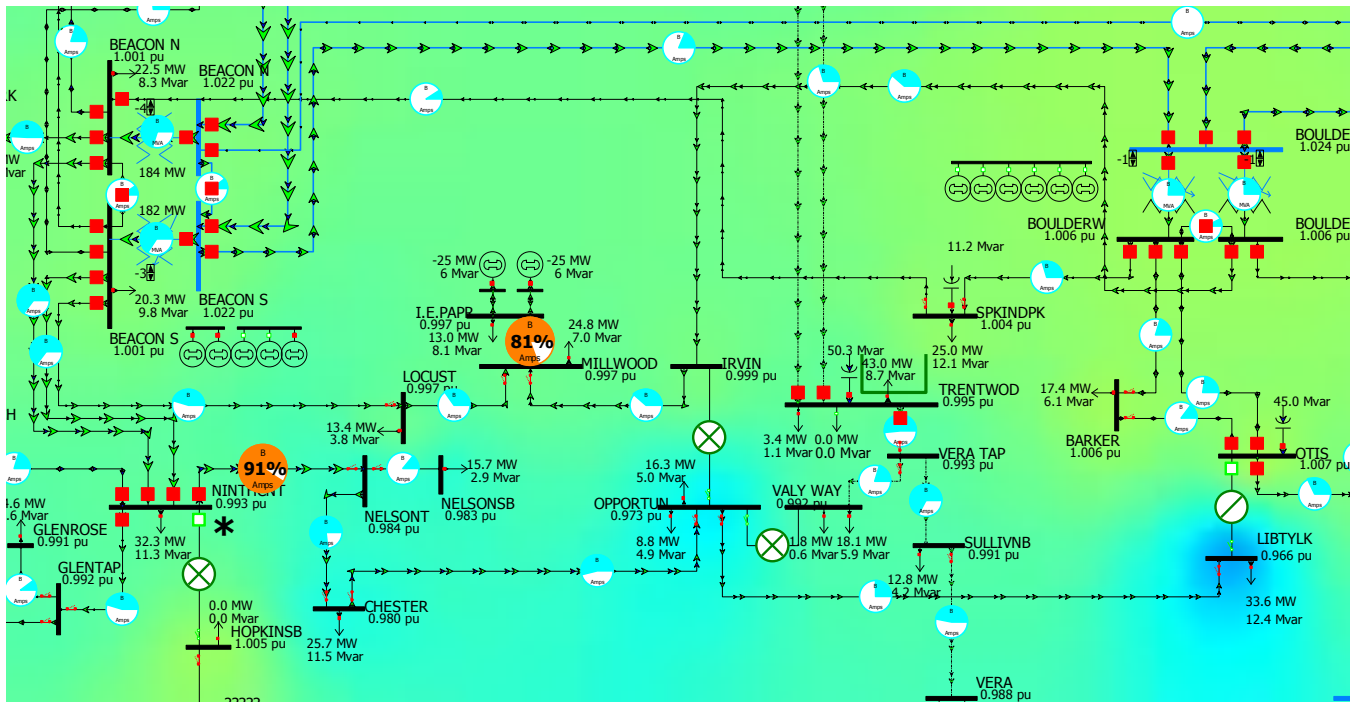 BEACON N
1.001 pu
22.5 MW
8.3 Mvar
BEACON N
1.022 pu
-4
184 MW
182 MW
-3
20.3 MW
9.8 Mvar
BEACON S
1.022 pu
BEACON S
1.001 pu
-25 MW
6 Mvar
-25 MW
6 Mvar
I.E.PAPP
0.997 pu
13.0 MW
8.1 Mvar
B
81%
Amps
24.8 MW
7.0 Mvar
MILLWOOD
0.997 pu
IRVIN
0.999 pu
LOCUST
0.997 pu
13.4 MW
3.8 Mvar
50.3 Mvar
43.0 MW
8.7 Mvar
TRENTWOD
0.995 pu
3.4 MW
1.1 Mvar
0.0 MW
0.0 Mvar
VERA TAP
0.993 pu
11.2 Mvar
SPKINDPK
1.004 pu
25.0 MW
12.1 Mvar
BOULDERW
1.006 pu
BOULDE
1.024 pu
-1
BOULDE
1.006 pu
MVA
MVA
17.4 MW
6.1 Mvar
BARKER
1.006 pu
45.0 Mvar
OTIS
1.007 pu
LIBTYLK
0.966 pu
33.6 MW
12.4 Mvar
B
91%
Amps
0.993 pu
*
32.3 MW
11.3 Mvar
GLENROSE
0.991 pu
GLENTAP
0.992 pu
0.0 MW
0.0 Mvar
HOPKINSB
1.005 pu
NELSONT
0.984 pu
15.7 MW
2.9 Mvar
NELSONSB
0.983 pu
CHESTER
0.980 pu
25.7 MW
11.5 Mvar
16.3 MW
5.0 Mvar
OPPORTUN
0.973 pu
8.8 MW
4.9 Mvar
VALY WAY
0.992 pu
1.8 MW
0.6 Mvar
18.1 MW
5.9 Mvar
SULLIVNB
0.991 pu
12.8 MW
4.2 Mvar
VERA
0.988 pu